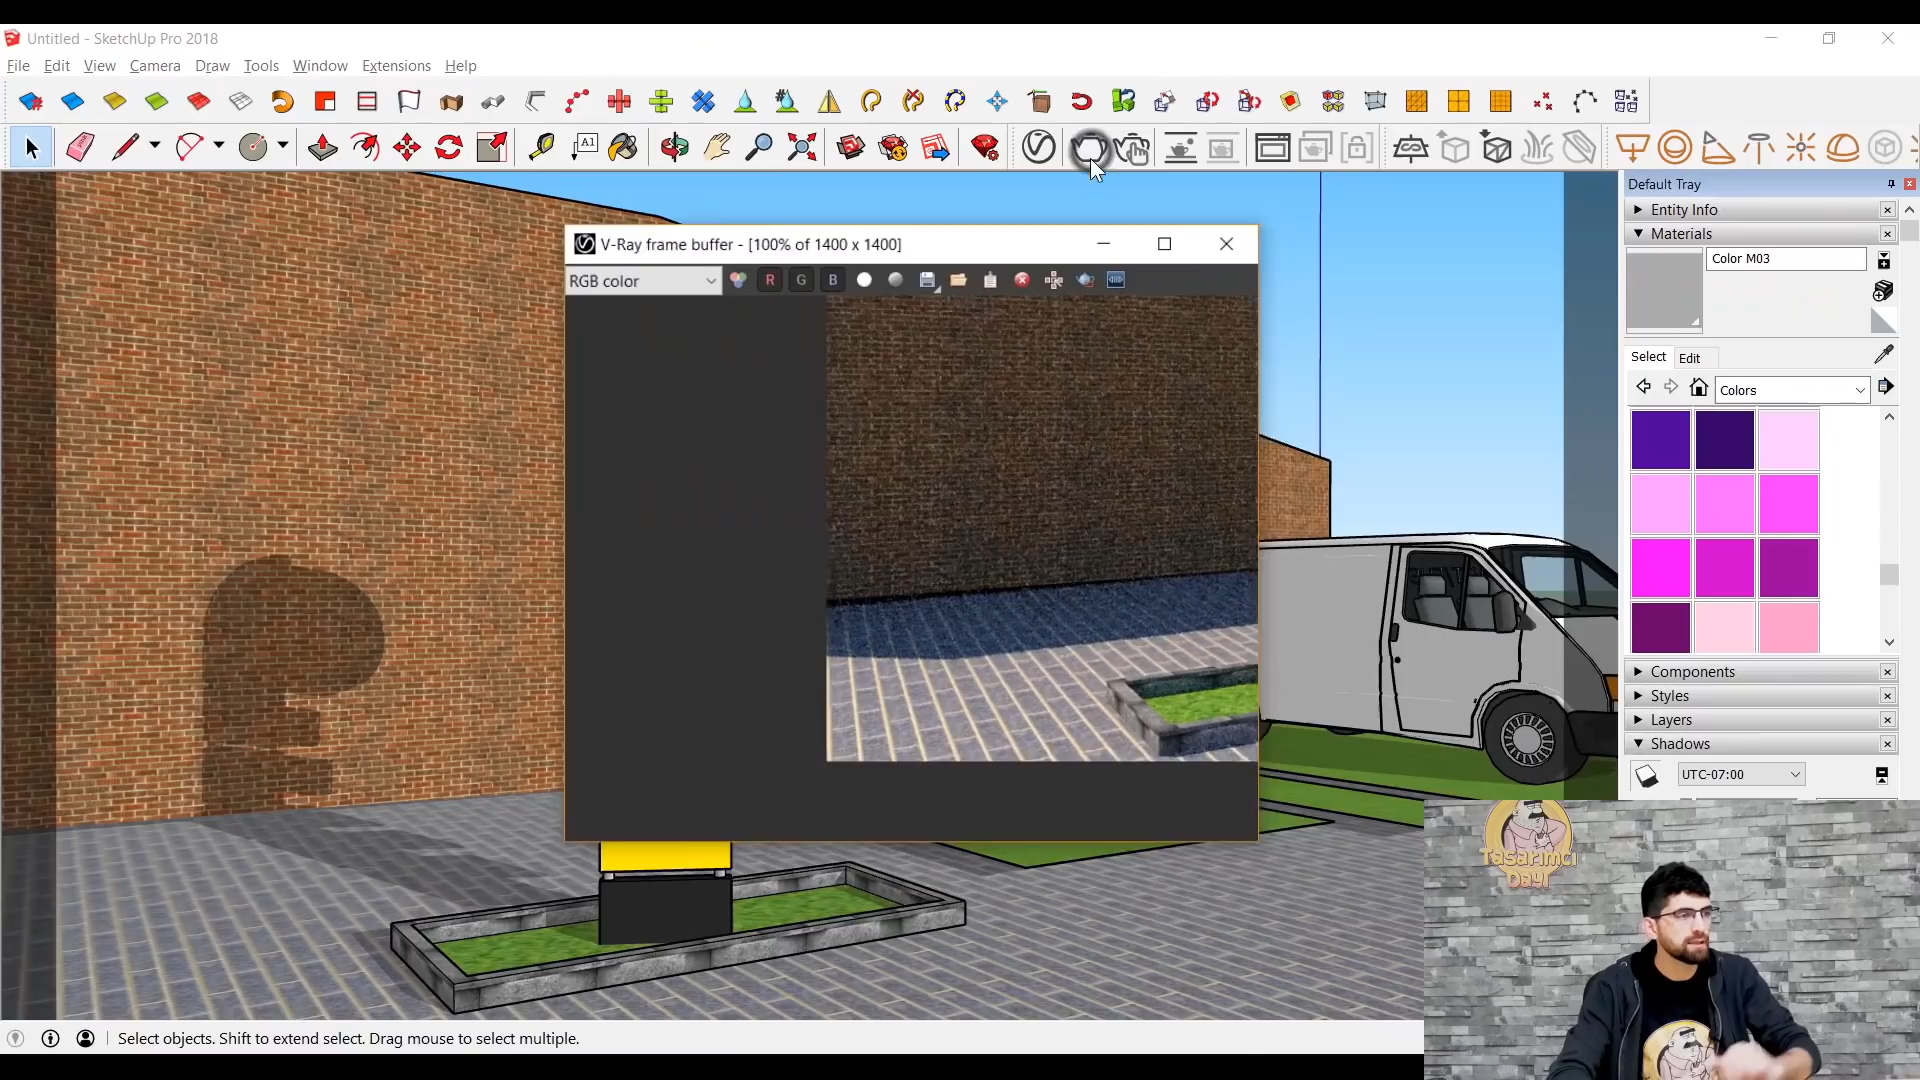 Untitled - SketchUp Pro 2018
File Edit View Camera Draw Tools Window Extensions Help
A1
Default Tray
Entity Info
Materials
Color M03
Select Edit
Colors
Components
Styles
Layers
Shadows
UTC-07:00
V-Ray frame buffer - [100% of 1400 x 1400]
RGB color
R G B
Tasarımcı
Dayı
Select objects. Shift to extend select. Drag mouse to select multiple.